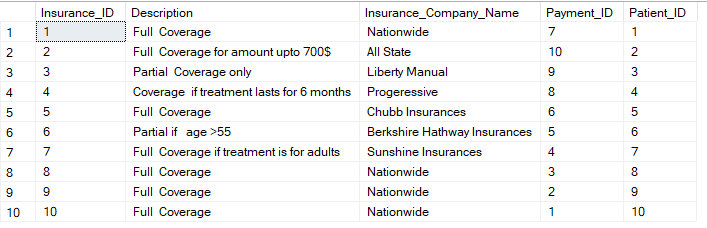 Insurance_ID Description Insurance_Company_Name Payment_ID Patient_ID
1 1 Full Coverage Nationwide 7 1
2 2 Full Coverage for amount upto 700$ All State 10 2
3 3 Partial Coverage only Liberty Manual 9 3
4 4 Coverage if treatment lasts for 6 months Progeressive 8 4
5 5 Full Coverage Chubb Insurances 6 5
6 6 Partial if age >55 Berkshire Hathway Insurances 5 6
7 7 Full Coverage if treatment is for adults Sunshine Insurances 4 7
8 8 Full Coverage Nationwide 3 8
9 9 Full Coverage Nationwide 2 9
10 10 Full Coverage Nationwide 1 10